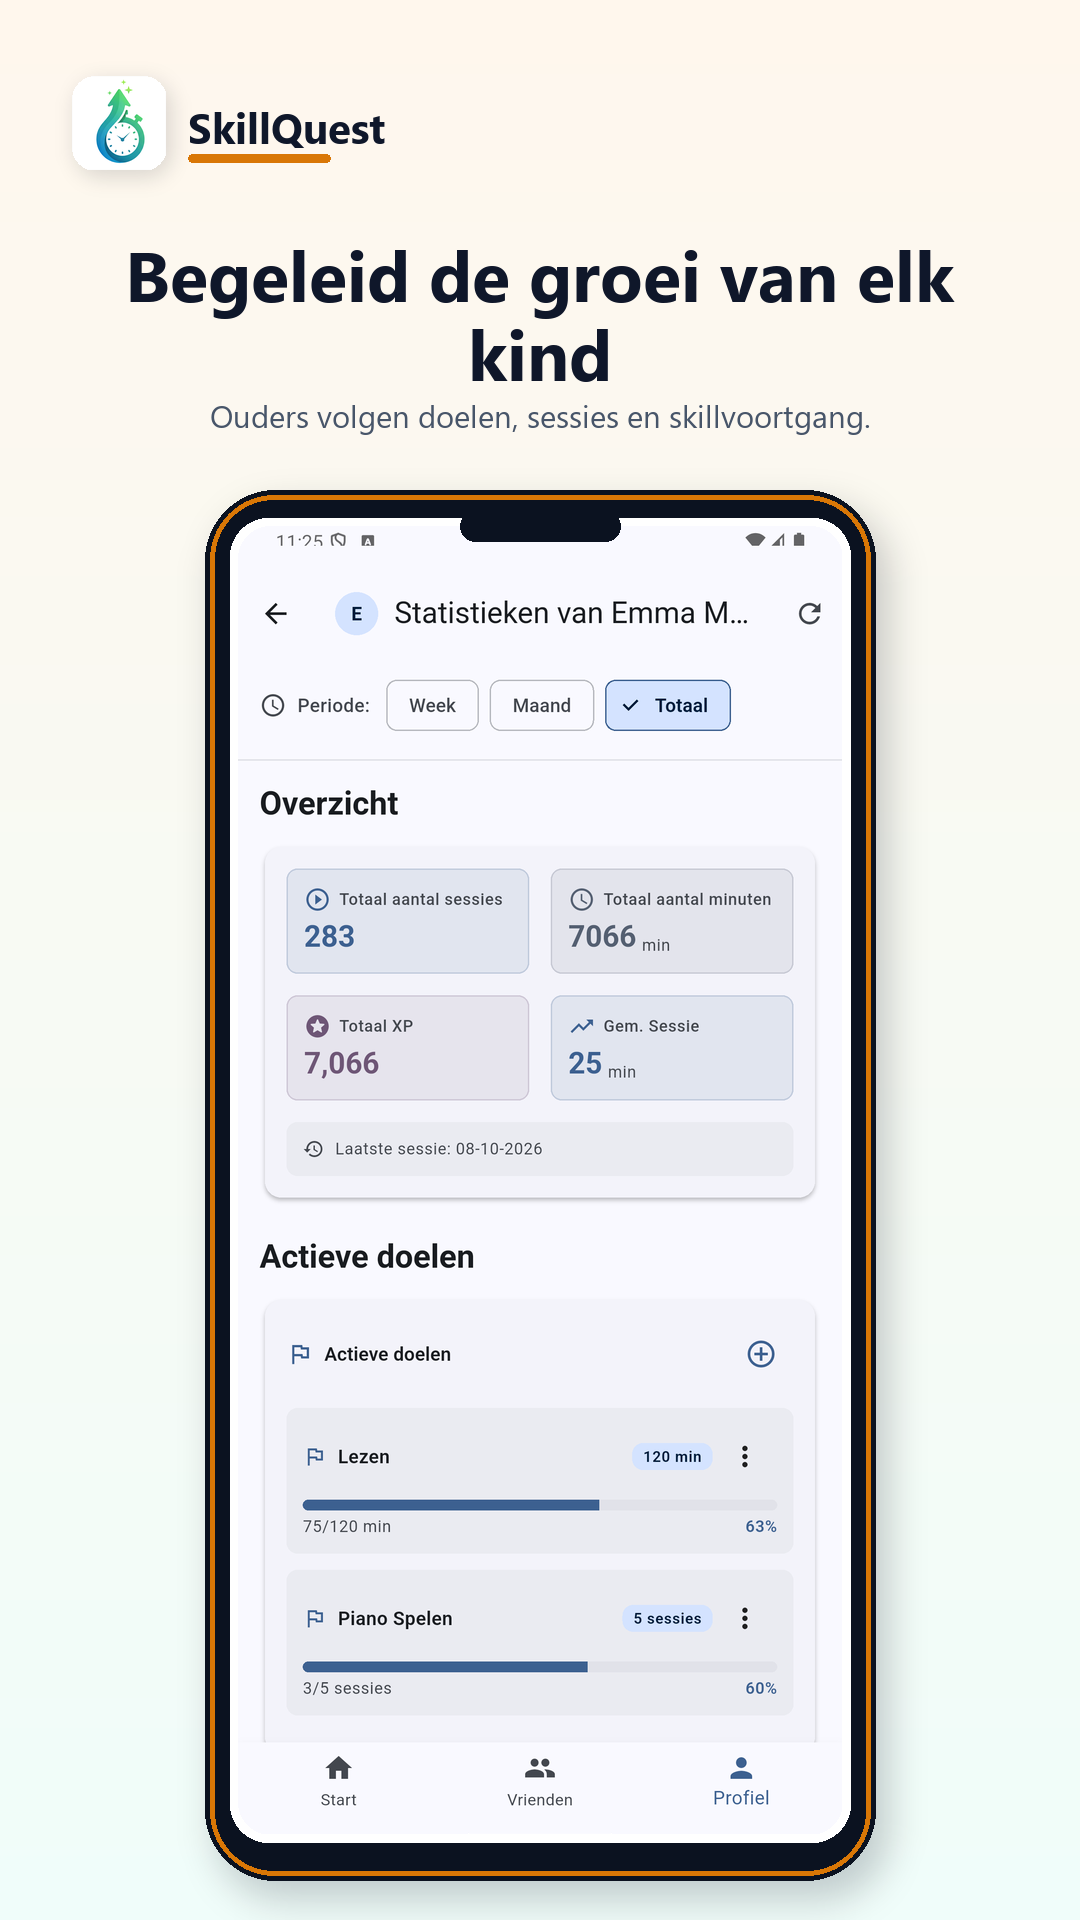 SkillQuest
Begeleid de groei van elk
kind
Ouders volgen doelen, sessies en skillvoortgang.
11:25
E Statistieken van Emma M...
Periode: Week Maand Totaal
Overzicht
Totaal aantal sessies
283
Totaal aantal minuten
7066 min
Totaal XP
7,066
Gem. Sessie
25 min
Laatste sessie: 08-10-2026
Actieve doelen
Actieve doelen
Lezen 120 min
75/120 min 63%
Piano Spelen 5 sessies
3/5 sessies 60%
Start Vrienden Profiel